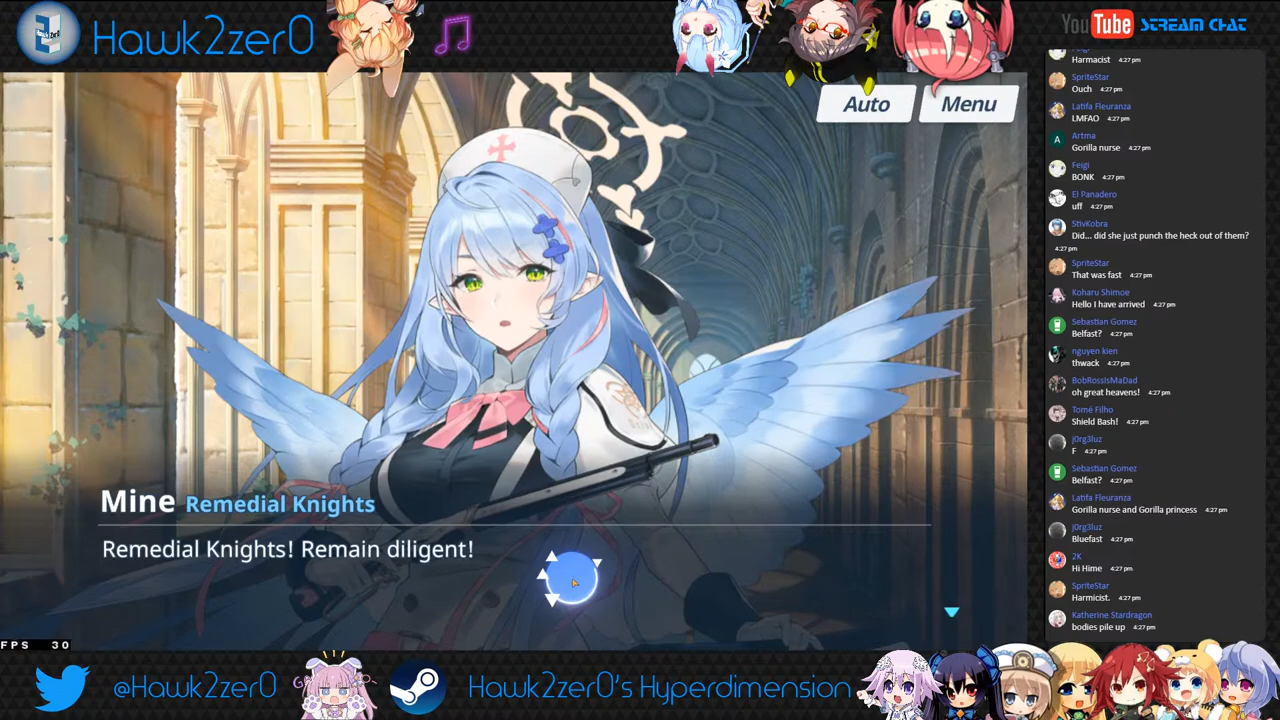 Hawk2zer0
You Tube STREAM CHAT
Auto
Menu
Harmacist 4:27 pm
SpriteStar
Ouch 4:27 pm
Latifa Fleuranza
LMFAO 4:27 pm
A
Artma
Gorilla nurse 4:27 pm
Feigi
BONK 4:27 pm
El Panadero
uff 4:27 pm
StivKobra
Did... did she just punch the heck out of them?
4:27 pm
SpriteStar
That was fast 4:27 pm
Koharu Shimoe
Hello I have arrived 4:27 pm
Sebastian Gomez
Belfast? 4:27 pm
nguyen kien
thwack 4:27 pm
BobRossIsMaDad
oh great heavens! 4:27 pm
Tomé Filho
Shield Bash! 4:27 pm
j0rg3luz
F 4:27 pm
Sebastian Gomez
Belfast? 4:27 pm
Latifa Fleuranza
Gorilla nurse and Gorilla princess 4:27 pm
j0rg3luz
Bluefast 4:27 pm
2K
Hi Hime 4:27 pm
SpriteStar
Harmicist. 4:27 pm
Katherine Stardragon
bodies pile up 4:27 pm
Mine Remedial Knights
Remedial Knights! Remain diligent!
FPS 30
@Hawk2zer0
Hawk2zer0's Hyperdimension